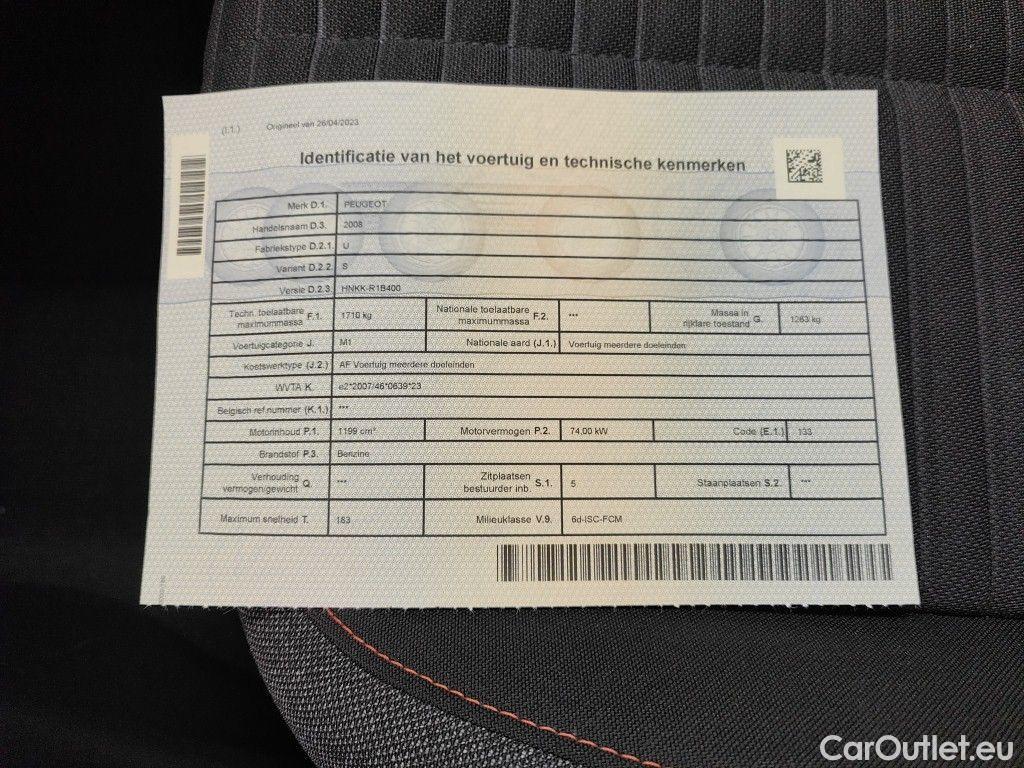 (I.1.) Origineel van 26/04/2023
Identificatie van het voertuig en technische kenmerken
Merk D.1. PEUGEOT
Handelsnaam D.3. 2008
Fabriekstype D.2.1. U
Variant D.2.2. S
Versie D.2.3. HNKK-R1B400
Techn. toelaatbare maximummassa F.1. 1710 kg Nationale toelaatbare maximummassa F.2. *** Massa in rijklare toestand G. 1263 kg
Voertuigcategorie J. M1 Nationale aard (J.1.) Voertuig meerdere doeleinden
Koetswerktype (J.2.) AF Voertuig meerdere doeleinden
WVTA K. e2*2007/46*0639*23
Belgisch ref.nummer (K.1.) ***
Motorinhoud P.1. 1199 cm³ Motorvermogen P.2. 74,00 kW Code (E.1.) 133
Brandstof P.3. Benzine
Verhouding vermogen/gewicht Q. *** Zitplaatsen bestuurder inb. S.1. 5 Staanplaatsen S.2. ***
Maximum snelheid T. 183 Milieuklasse V.9. 6d-ISC-FCM
CarOutlet.eu